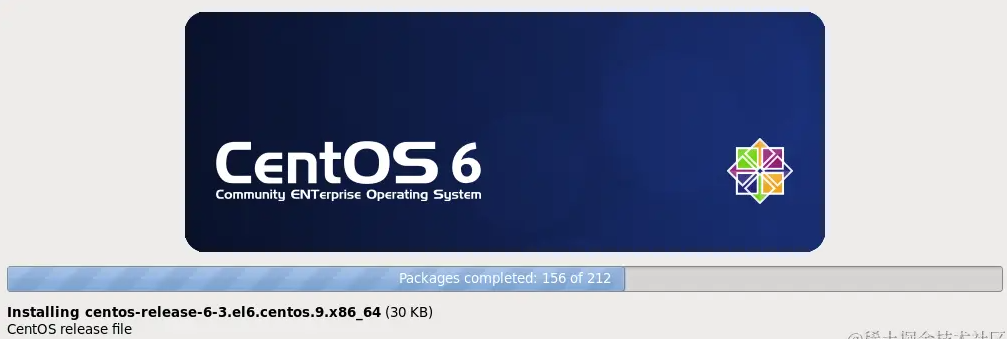 CentOS 6
Community ENTerprise Operating System
Packages completed: 156 of 212
Installing centos-release-6-3.el6.centos.9.x86_64 (30 KB)
CentOS release file
@稀土掘金技术社区